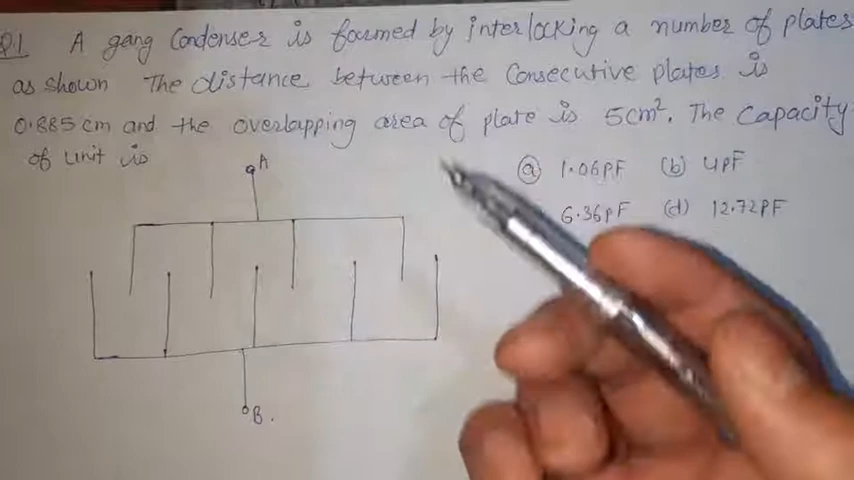 Q1 A gang Condenser is formed by interlocking a number of plates
as shown The distance between the Consecutive plates is
0.885cm and the overlapping area of plate is 5cm². The Capacity
of unit is
(a) 1.06PF (b) 4PF
6.36PF (d) 12.72PF
A
B.